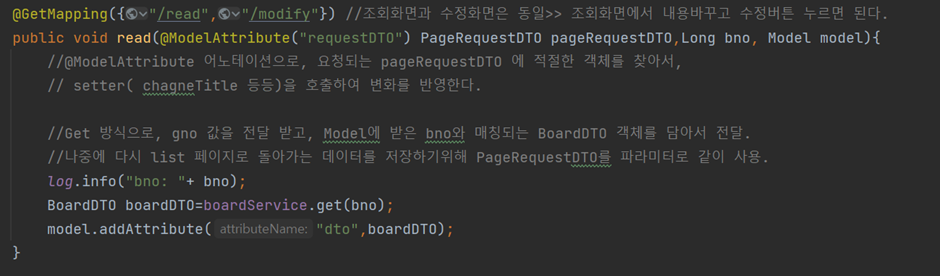 @GetMapping({"/read","/modify"}) //조회화면과 수정화면은 동일>> 조회화면에서 내용바꾸고 수정버튼 누르면 된다.
public void read(@ModelAttribute("requestDTO") PageRequestDTO pageRequestDTO,Long bno, Model model){
//@ModelAttribute 어노테이션으로, 요청되는 pageRequestDTO 에 적절한 객체를 찾아서,
// setter( chagneTitle 등등)을 호출하여 변화를 반영한다.
//Get 방식으로, gno 값을 전달 받고, Model에 받은 bno와 매칭되는 BoardDTO 객체를 담아서 전달.
//나중에 다시 list 페이지로 돌아가는 데이터를 저장하기위해 PageRequestDTO를 파라미터로 같이 사용.
log.info("bno: "+ bno);
BoardDTO boardDTO=boardService.get(bno);
model.addAttribute( attributeName: "dto",boardDTO);
}